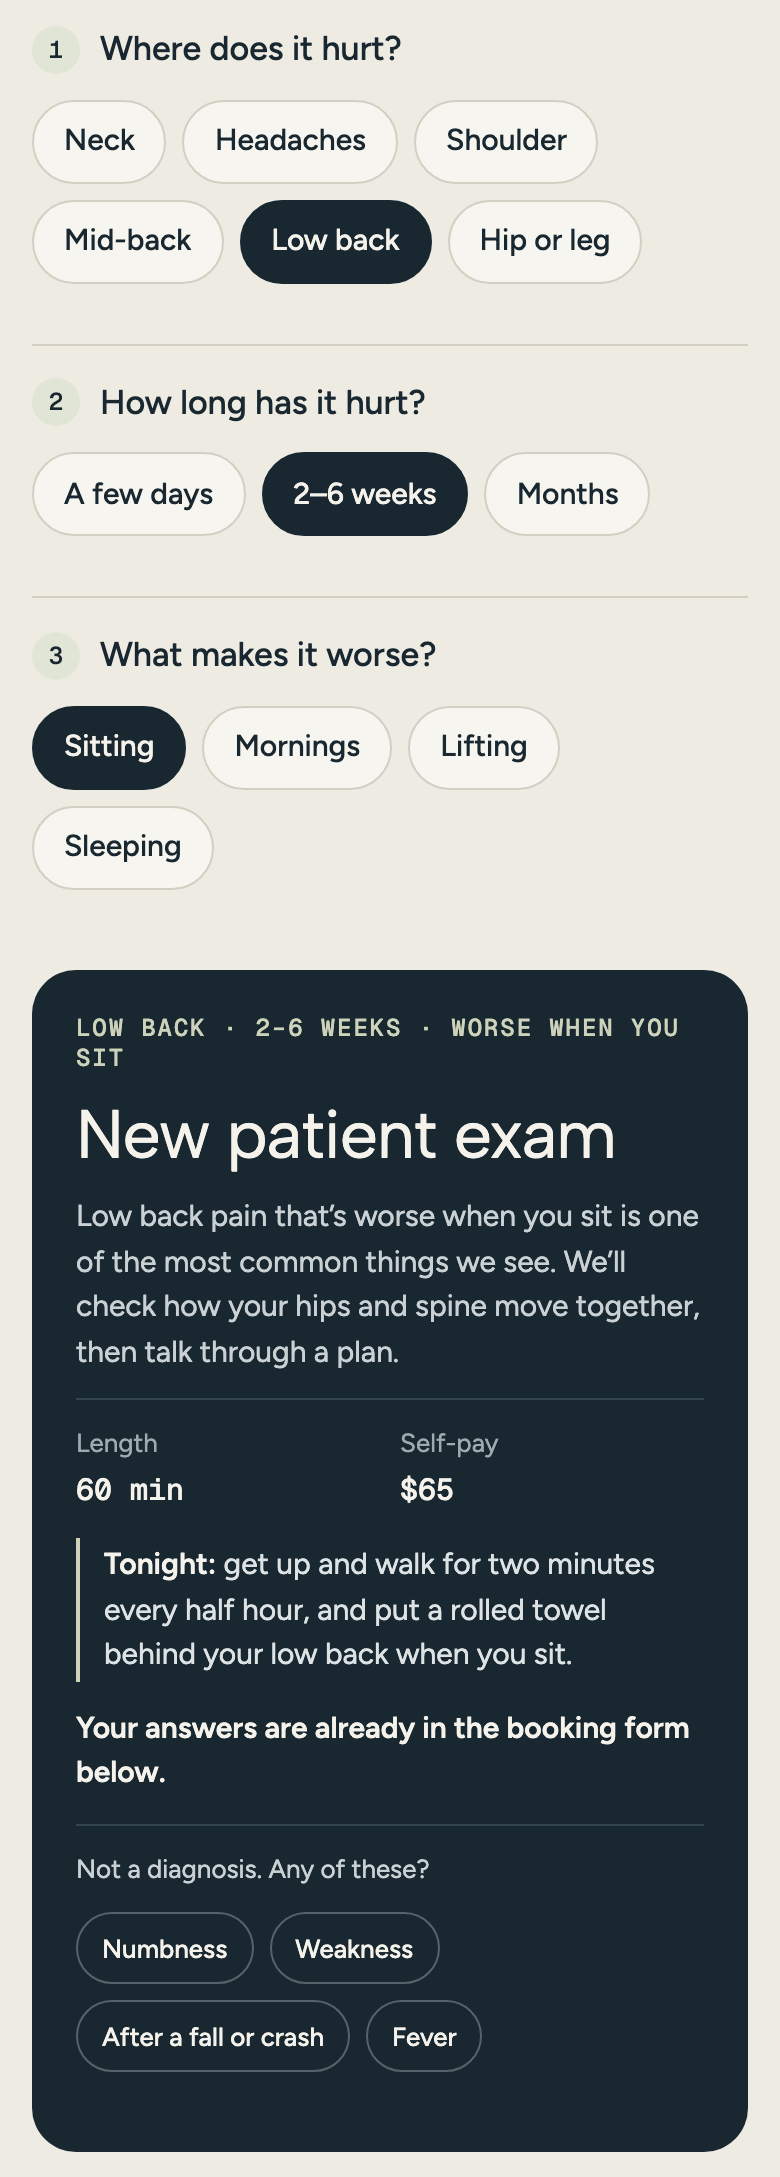 1 Where does it hurt?
Neck Headaches Shoulder
Mid-back Low back Hip or leg
2 How long has it hurt?
A few days 2–6 weeks Months
3 What makes it worse?
Sitting Mornings Lifting
Sleeping
LOW BACK · 2–6 WEEKS · WORSE WHEN YOU
SIT
New patient exam
Low back pain that’s worse when you sit is one
of the most common things we see. We’ll
check how your hips and spine move together,
then talk through a plan.
Length Self-pay
60 min $65
Tonight: get up and walk for two minutes
every half hour, and put a rolled towel
behind your low back when you sit.
Your answers are already in the booking form
below.
Not a diagnosis. Any of these?
Numbness Weakness
After a fall or crash Fever